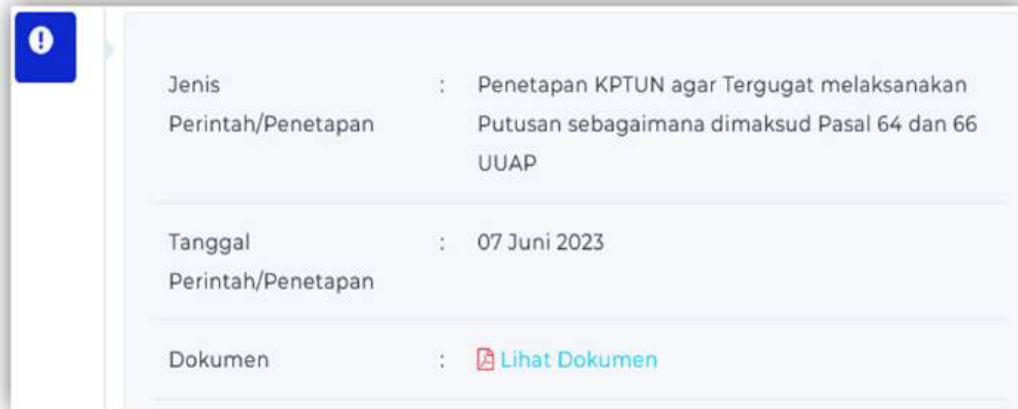 Jenis : Penetapan KPTUN agar Tergugat melaksanakan
Perintah/Penetapan Putusan sebagaimana dimaksud Pasal 64 dan 66
UUAP
Tanggal : 07 Juni 2023
Perintah/Penetapan
Dokumen : Lihat Dokumen